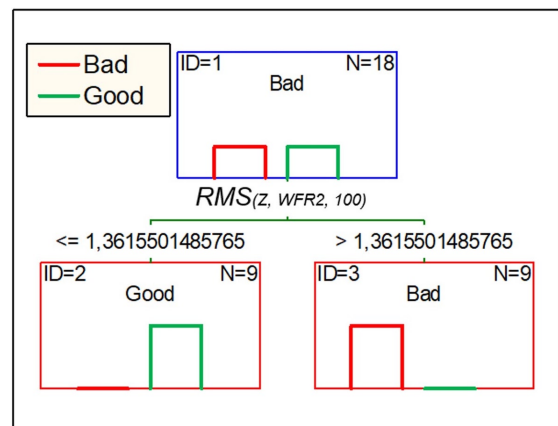 Bad
Good
ID=1 N=18
Bad
RMS(Z, WFR2, 100)
<= 1,3615501485765 > 1,3615501485765
ID=2 N=9
Good
ID=3 N=9
Bad